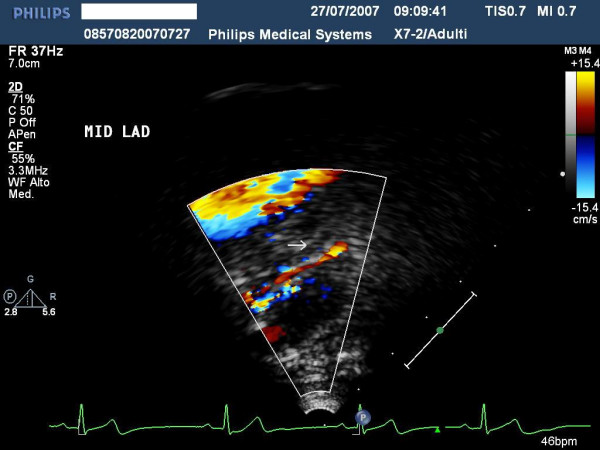 PHILIPS 27/07/2007 09:09:41 TIS0.7 MI 0.7
08570820070727 Philips Medical Systems X7-2/Adulti
FR 37Hz
7.0cm
M3 M4
+15.4
2D
71%
C 50
P Off
APen
CF
55%
3.3MHz
WF Alto
Med.
MID LAD
-15.4
cm/s
G
P R
2.8 5.6
P
46bpm